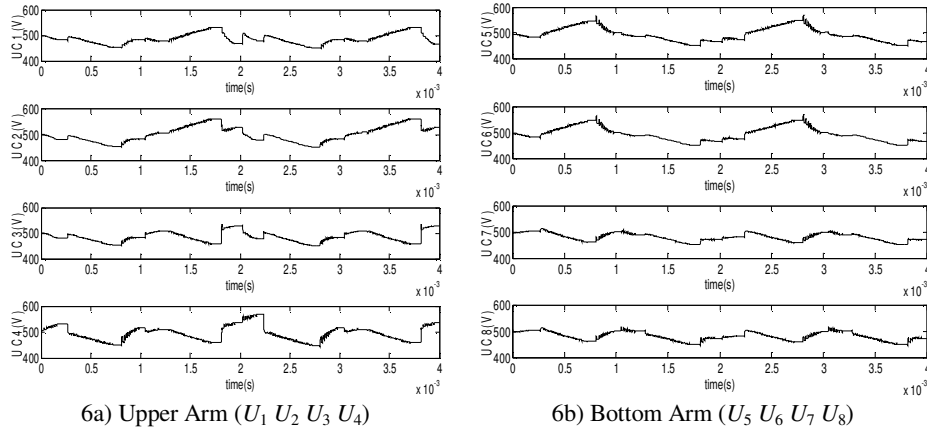 600
500
400
U C 1 (V)
0 0.5 1 1.5 2 2.5 3 3.5 4
time(s)
x 10⁻³
600
500
400
U C 2 (V)
0 0.5 1 1.5 2 2.5 3 3.5 4
time(s)
x 10⁻³
600
500
400
U C 3 (V)
0 0.5 1 1.5 2 2.5 3 3.5 4
time(s)
x 10⁻³
600
500
400
U C 4 (V)
0 0.5 1 1.5 2 2.5 3 3.5 4
time(s)
x 10⁻³
6a) Upper Arm (U₁ U₂ U₃ U₄)
600
500
400
U C 5 (V)
0 0.5 1 1.5 2 2.5 3 3.5 4
time(s)
x 10⁻³
600
500
400
U C 6 (V)
0 0.5 1 1.5 2 2.5 3 3.5 4
time(s)
x 10⁻³
600
500
400
U C 7 (V)
0 0.5 1 1.5 2 2.5 3 3.5 4
time(s)
x 10⁻³
600
500
400
U C 8 (V)
0 0.5 1 1.5 2 2.5 3 3.5 4
time(s)
x 10⁻³
6b) Bottom Arm (U₅ U₆ U₇ U₈)